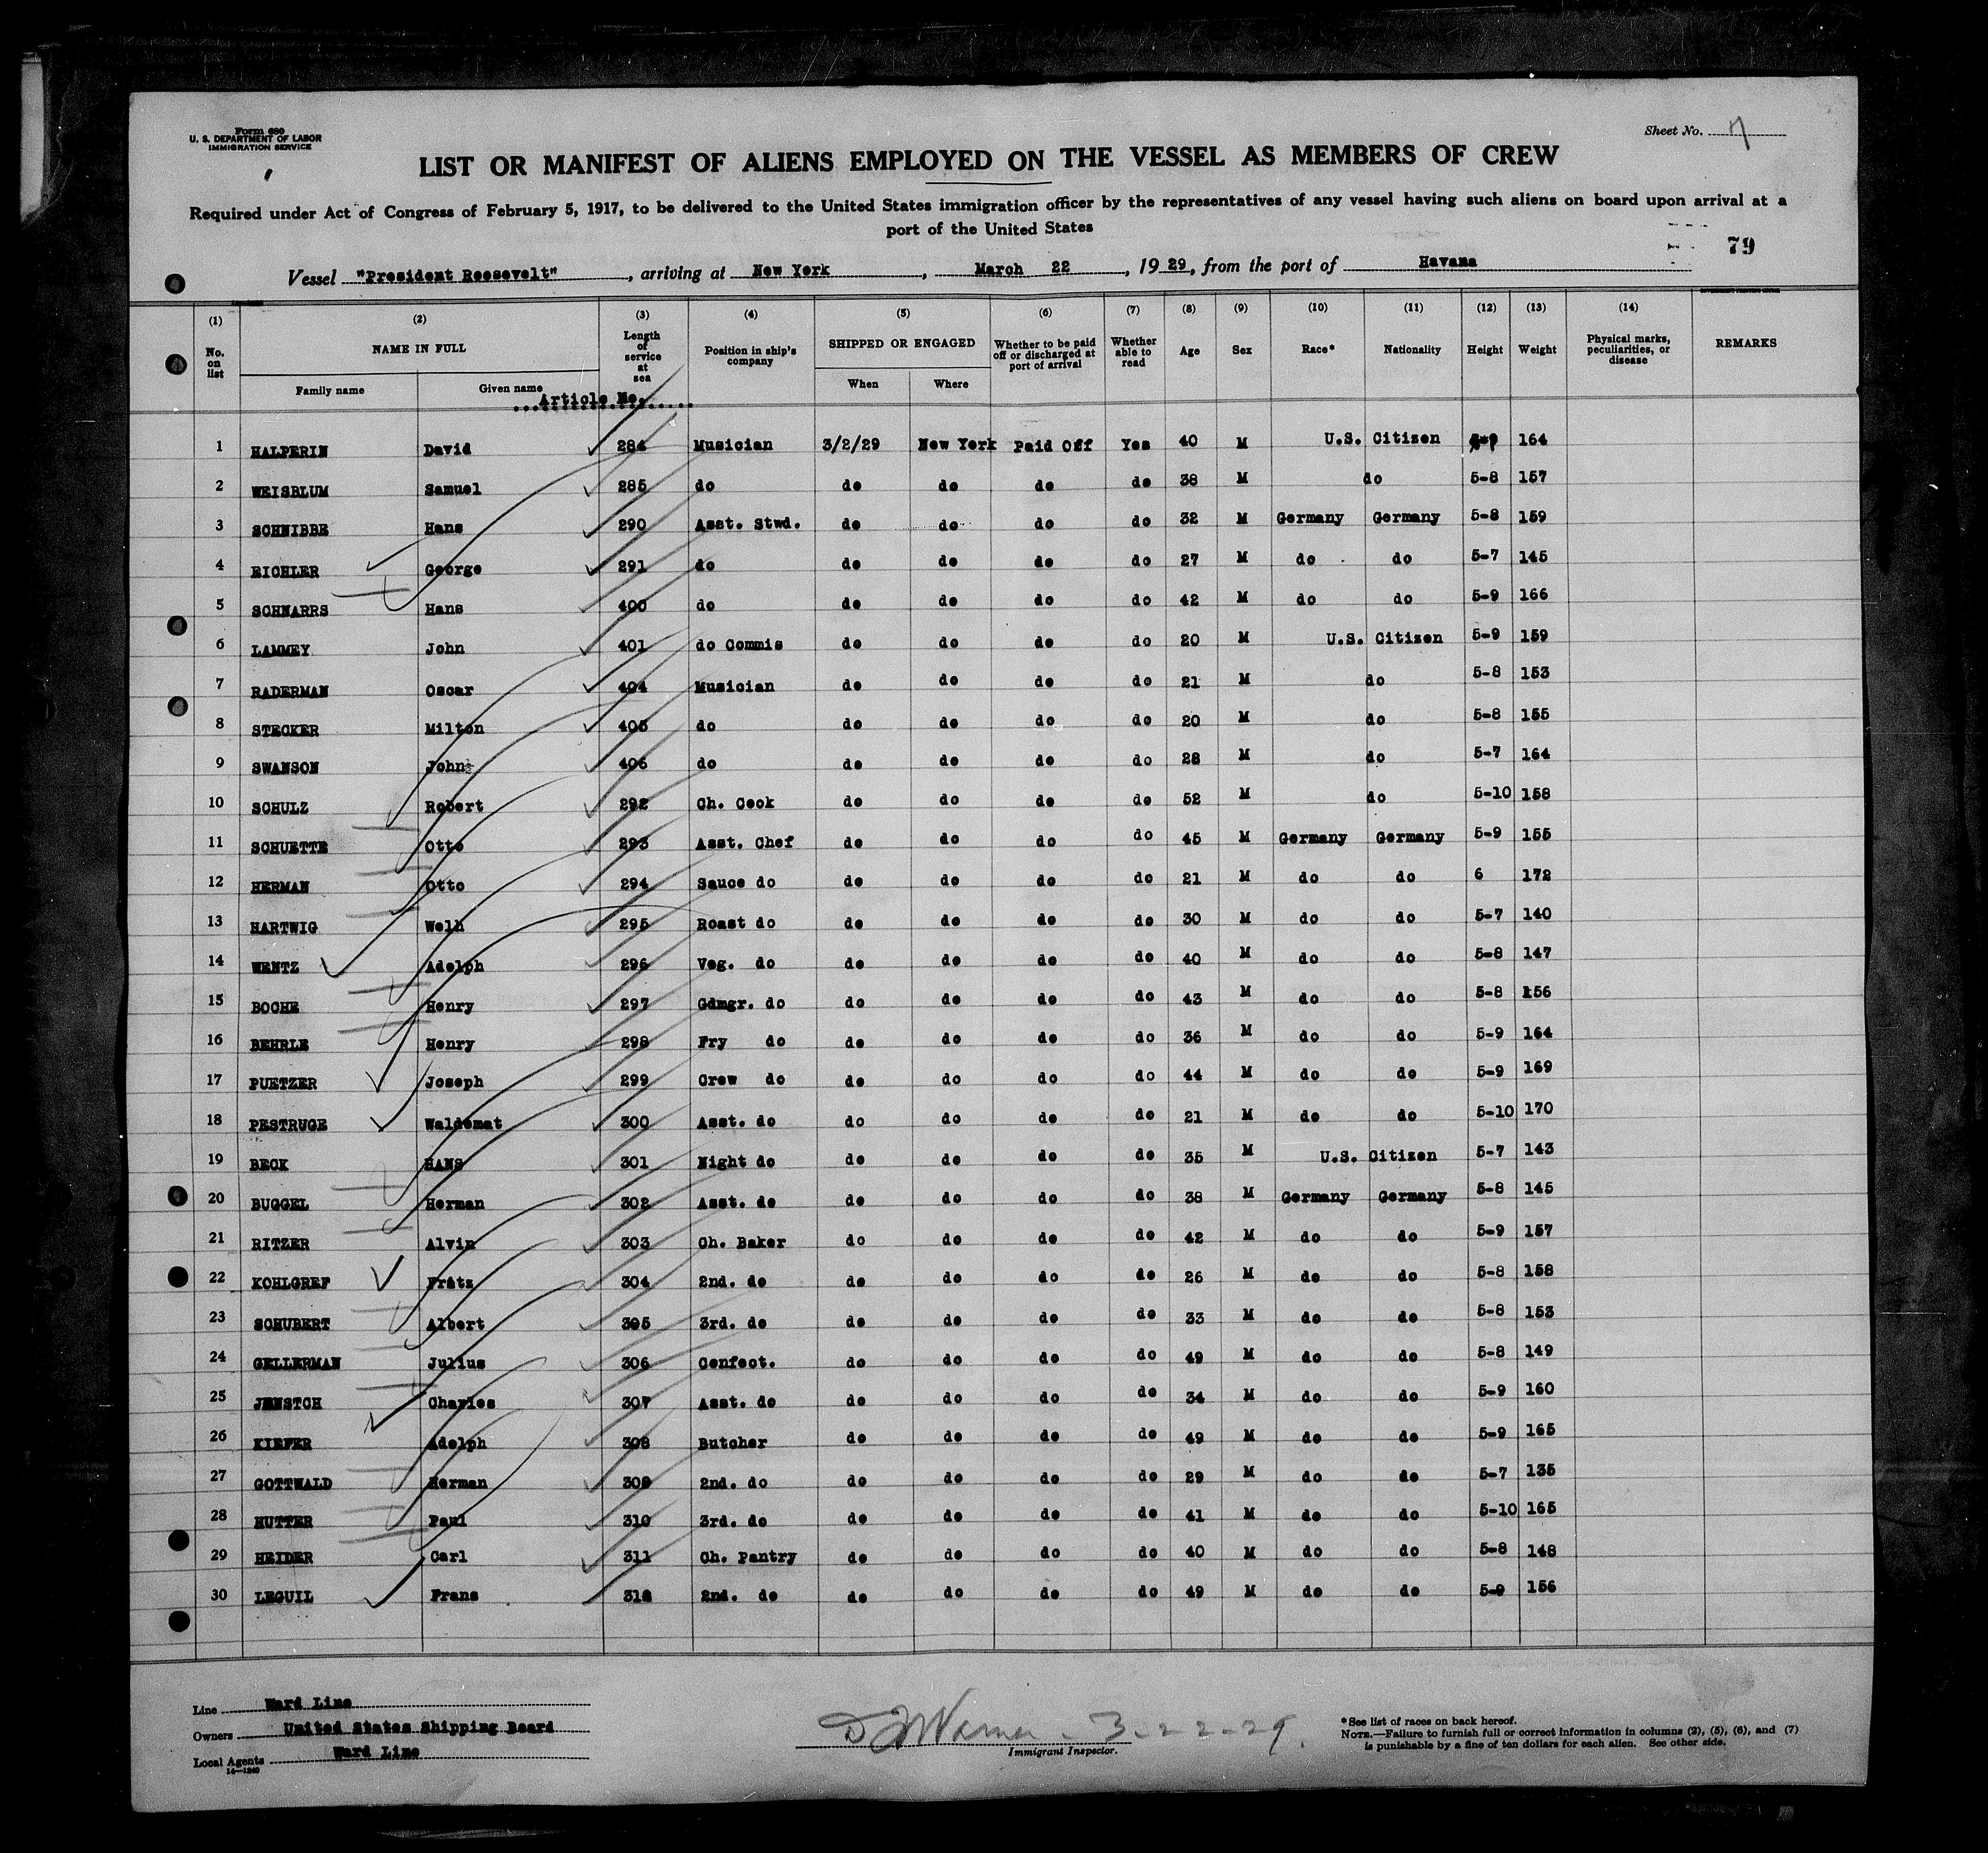 Form 680
U. S. DEPARTMENT OF LABOR
IMMIGRATION SERVICE
Sheet No. 7
LIST OR MANIFEST OF ALIENS EMPLOYED ON THE VESSEL AS MEMBERS OF CREW
Required under Act of Congress of February 5, 1917, to be delivered to the United States immigration officer by the representatives of any vessel having such aliens on board upon arrival at a
port of the United States
79
Vessel "President Roosevelt", arriving at New York, March 22, 1929, from the port of Havana
(1) (2) (3) (4) (5) (6) (7) (8) (9) (10) (11) (12) (13) (14)
No. on list NAME IN FULL Length of service at sea Position in ship's company SHIPPED OR ENGAGED Whether to be paid off or discharged at port of arrival Whether able to read Age Sex Race* Nationality Height Weight Physical marks, peculiarities, or disease REMARKS
Family name Given name When Where
Article No.
1 HALPERIN David 284 Musician 3/2/29 New York Paid Off Yes 40 M U.S. Citizen 164
2 WEISBLUM Samuel 285 do do do do do 38 M do 5-8 157
3 SCHNIBBE Hans 290 Asst. Stwd. do do do do 32 M Germany Germany 5-8 159
4 EICHLER George 291 do do do do do 27 M do do 5-7 145
5 SCHNARRS Hans 400 do do do do do 42 M do do 5-9 166
6 LAMMEY John 401 do Commis do do do do 20 M U.S. Citizen 5-9 159
7 RADERMAN Oscar 404 Musician do do do do 21 M do 5-8 153
8 STECKER Milton 405 do do do do do 20 M do 5-8 155
9 SWANSON John 406 do do do do do 28 M do 5-7 164
10 SCHULZ Robert 292 Ch. Cook do do do do 52 M do 5-10 158
11 SCHUETTE Otto 293 Asst. Chef do do do do 45 M Germany Germany 5-9 155
12 HERMAN Otto 294 Sauce do do do do do 21 M do do 6 172
13 HARTWIG Welh 295 Roast do do do do do 30 M do do 5-7 140
14 WENTZ Adolph 296 Veg. do do do do do 40 M do do 5-8 147
15 BOCHE Henry 297 Gdmgr. do do do do do 43 M do do 5-8 156
16 BEHRLE Henry 298 Fry do do do do do 36 M do do 5-9 164
17 PUETZER Joseph 299 Crew do do do do do 44 M do do 5-9 169
18 PESTRUGE Waldemat 300 Asst. do do do do do 21 M do do 5-10 170
19 BECK HANS 301 Night do do do do do 35 M U.S. Citizen 5-7 143
20 BUGGEL Herman 302 Asst. do do do do do 38 M Germany Germany 5-8 145
21 RITZER Alvin 303 Ch. Baker do do do do 42 M do do 5-9 157
22 KOHLGREF Fritz 304 2nd. do do do do do 26 M do do 5-8 158
23 SCHUBERT Albert 305 3rd. do do do do do 33 M do do 5-8 153
24 GELLERMAN Julius 306 Confect. do do do do 49 M do do 5-8 149
25 JENSTCH Charles 307 Asst. do do do do do 34 M do do 5-9 160
26 KIEFER Adolph 308 Butcher do do do do 49 M do do 5-9 165
27 GOTTWALD Herman 309 2nd. do do do do do 29 M do do 5-7 135
28 HUTTER Paul 310 3rd. do do do do do 41 M do do 5-10 165
29 HEIDER Carl 311 Ch. Pantry do do do do 40 M do do 5-8 148
30 LEGUIL Frans 312 2nd. do do do do do 49 M do do 5-9 156
Line Ward Line
Owners United States Shipping Board
Local Agents Ward Line
14—1240
3-22-29.
Immigrant Inspector.
*See list of races on back hereof.
NOTE.—Failure to furnish full or correct information in columns (2), (5), (6), and (7)
is punishable by a fine of ten dollars for each alien. See other side.